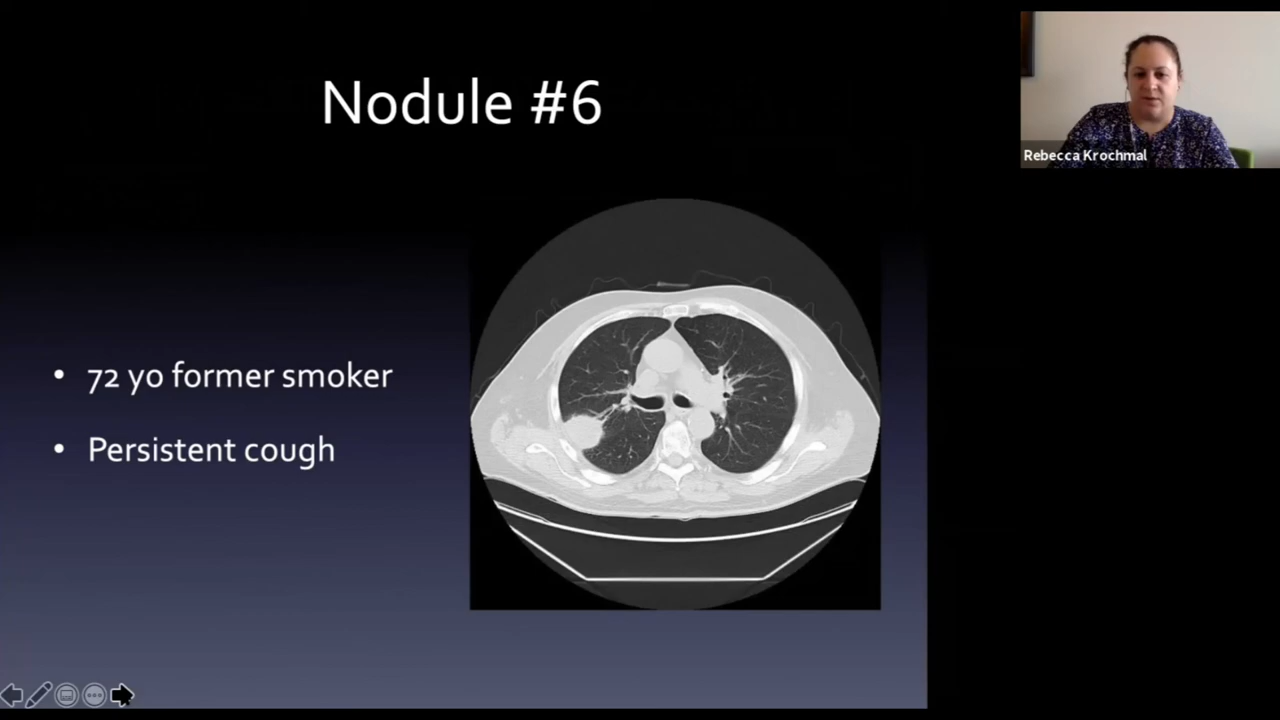 Nodule #6
Rebecca Krochmal
• 72 yo former smoker
• Persistent cough